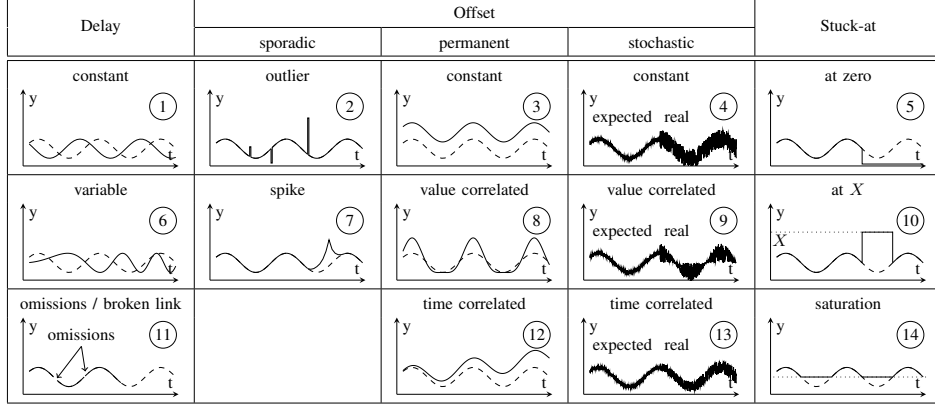 Delay
Offset
Stuck-at
sporadic
permanent
stochastic
constant
y
1
t
outlier
y
2
t
constant
y
3
t
constant
y
4
expected real
t
at zero
y
5
t
variable
y
6
t
spike
y
7
t
value correlated
y
8
t
value correlated
y
9
expected real
t
at X
y
10
X
t
omissions / broken link
y
11
omissions
t
time correlated
y
12
t
time correlated
y
13
expected real
t
saturation
y
14
t